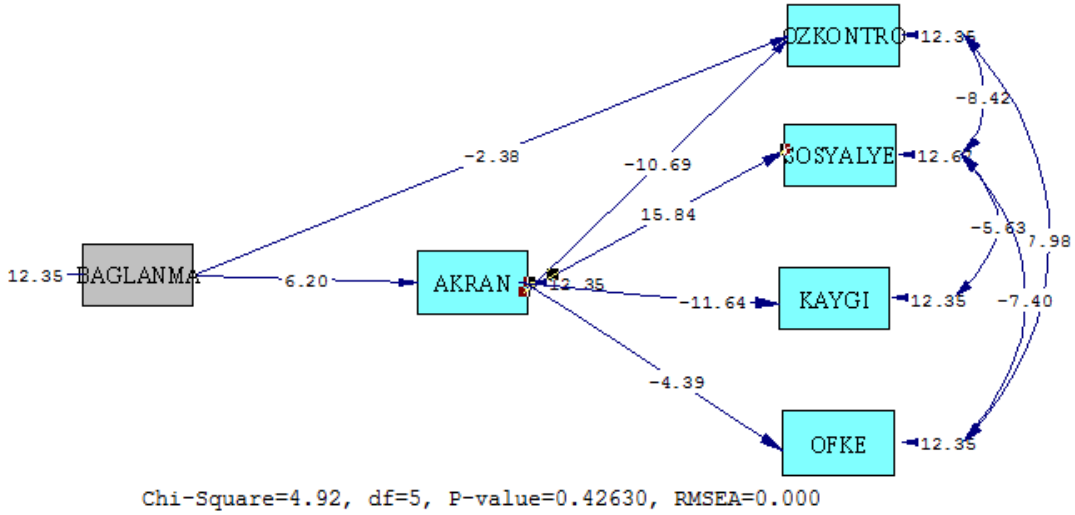 OZKONTRO
12.35
-8.42
SOSYALYE
12.67
-2.38
-10.69
15.84
-5.63
7.98
12.35
BAGLANMA
6.20
AKRAN
12.35
-11.64
KAYGI
12.35
-7.40
-4.39
OFKE
12.35
Chi-Square=4.92, df=5, P-value=0.42630, RMSEA=0.000